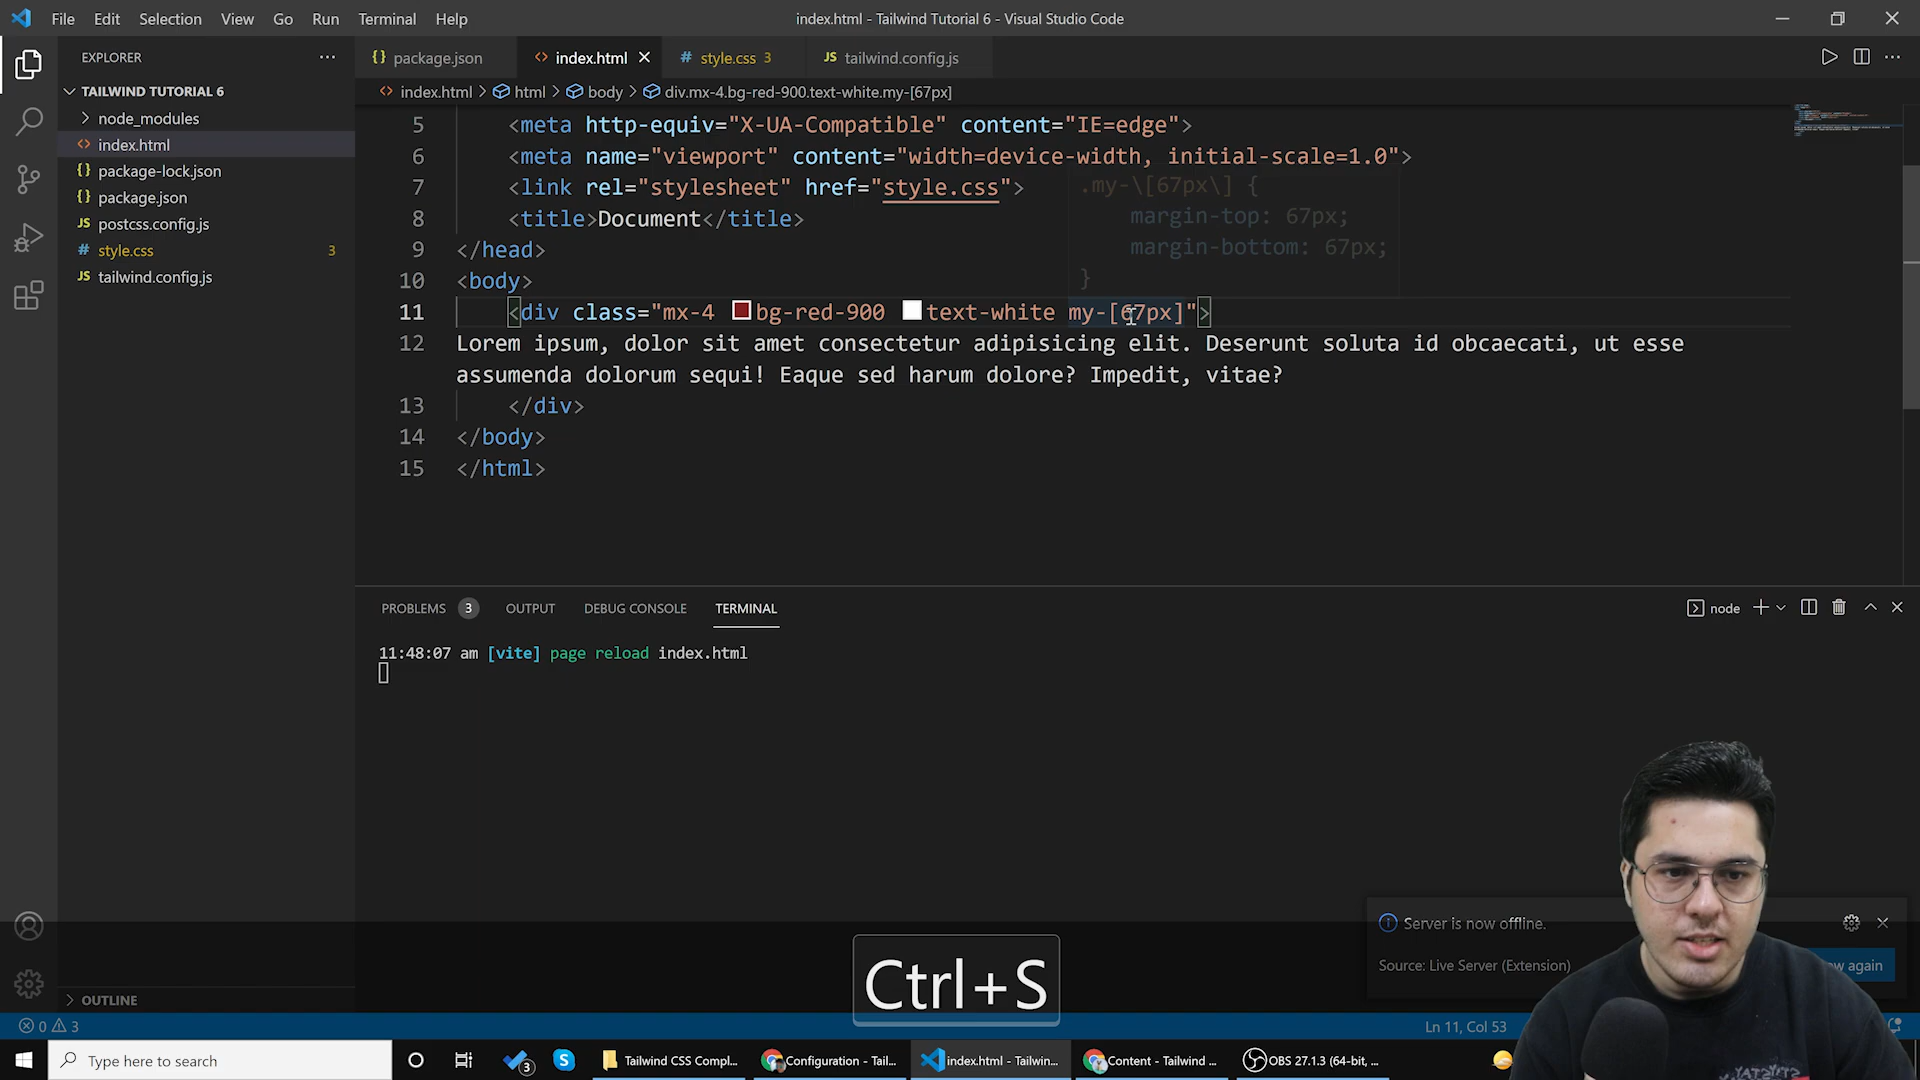 File Edit Selection View Go Run Terminal Help
index.html - Tailwind Tutorial 6 - Visual Studio Code
EXPLORER
TAILWIND TUTORIAL 6
node_modules
index.html
package-lock.json
package.json
postcss.config.js
style.css 3
tailwind.config.js
OUTLINE
package.json index.html style.css 3 tailwind.config.js
index.html > html > body > div.mx-4.bg-red-900.text-white.my-[67px]
5 <meta http-equiv="X-UA-Compatible" content="IE=edge">
6 <meta name="viewport" content="width=device-width, initial-scale=1.0">
7 <link rel="stylesheet" href="style.css">
8 <title>Document</title>
9 </head>
10 <body>
11 <div class="mx-4 bg-red-900 text-white my-[67px]">
12 Lorem ipsum, dolor sit amet consectetur adipisicing elit. Deserunt soluta id obcaecati, ut esse
assumenda dolorum sequi! Eaque sed harum dolore? Impedit, vitae?
13 </div>
14 </body>
15 </html>
.my-\[67px\] {
margin-top: 67px;
margin-bottom: 67px;
}
PROBLEMS 3 OUTPUT DEBUG CONSOLE TERMINAL
node
11:48:07 am [vite] page reload index.html
Server is now offline.
Source: Live Server (Extension)
again
Ctrl+S
0 3
Ln 11, Col 53
Type here to search
3
Tailwind CSS Compl...
Configuration - Tail...
index.html - Tailwin...
Content - Tailwind ...
OBS 27.1.3 (64-bit, ...